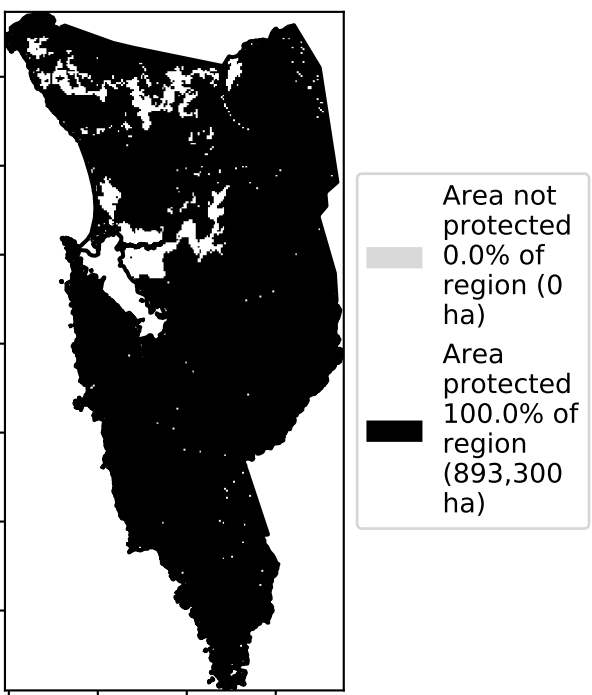 Area not
protected
0.0% of
region (0
ha)
Area
protected
100.0% of
region
(893,300
ha)